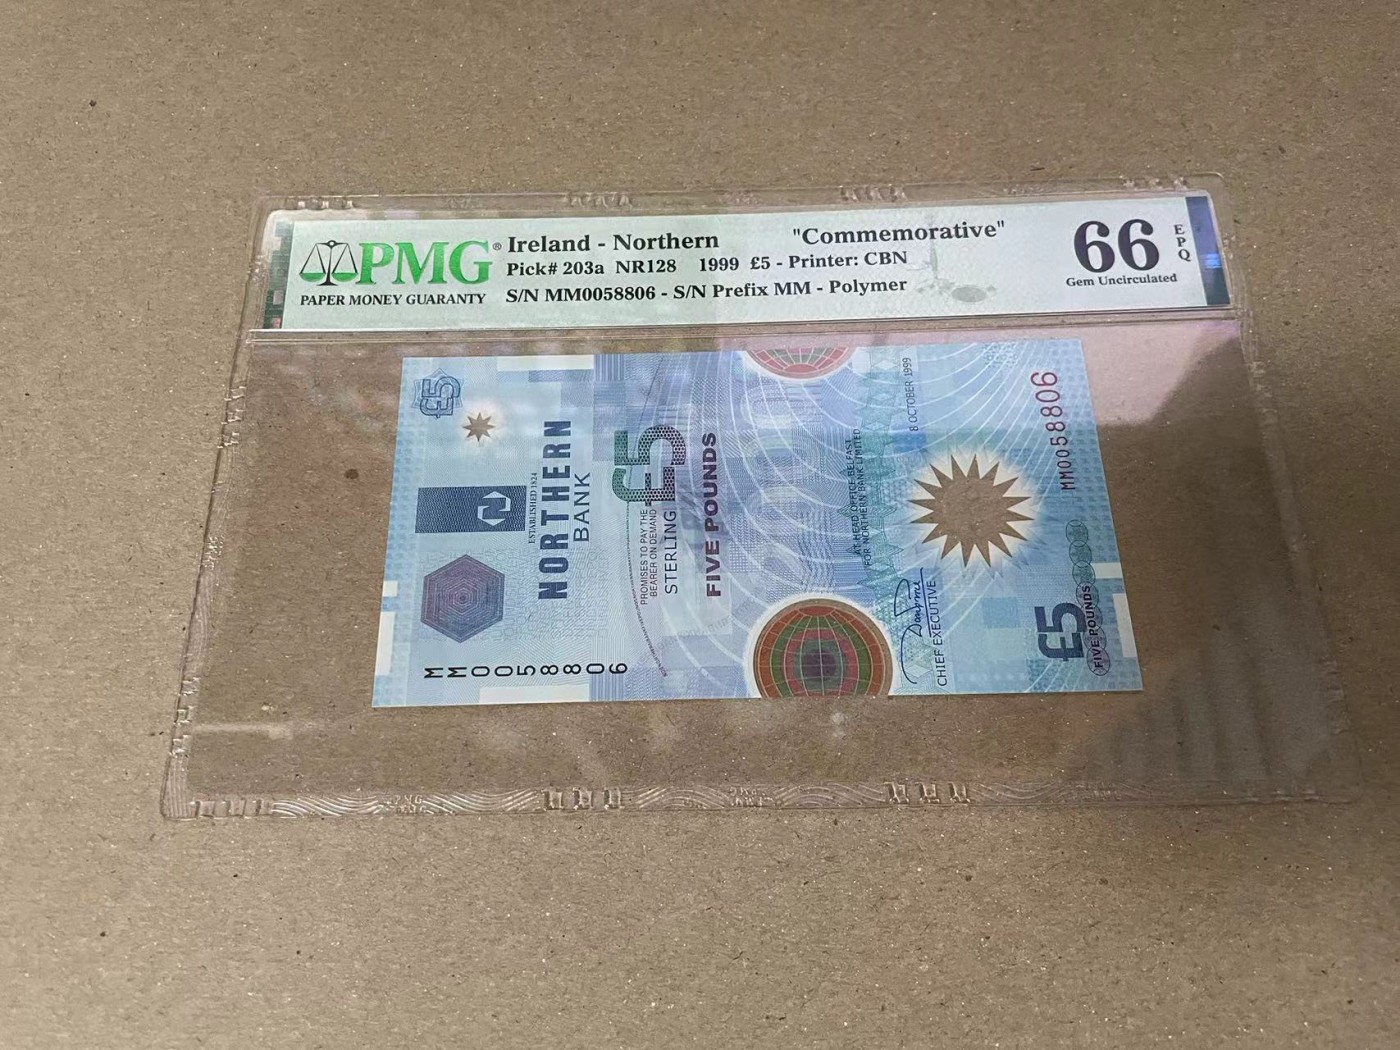 PMG®
PAPER MONEY GUARANTY
Ireland - Northern "Commemorative"
Pick# 203a NR128 1999 £5 - Printer: CBN
S/N MM0058806 - S/N Prefix MM - Polymer
66
EPQ
Gem Uncirculated
£5
ESTABLISHED 1824
NORTHERN
BANK
MM0058806
£5
PROMISES TO PAY THE
BEARER ON DEMAND
STERLING
FIVE POUNDS
AT HEAD OFFICE BELFAST
FOR NORTHERN BANK LIMITED
8 OCTOBER 1999
CHIEF EXECUTIVE
MM0058806
£5
FIVE POUNDS